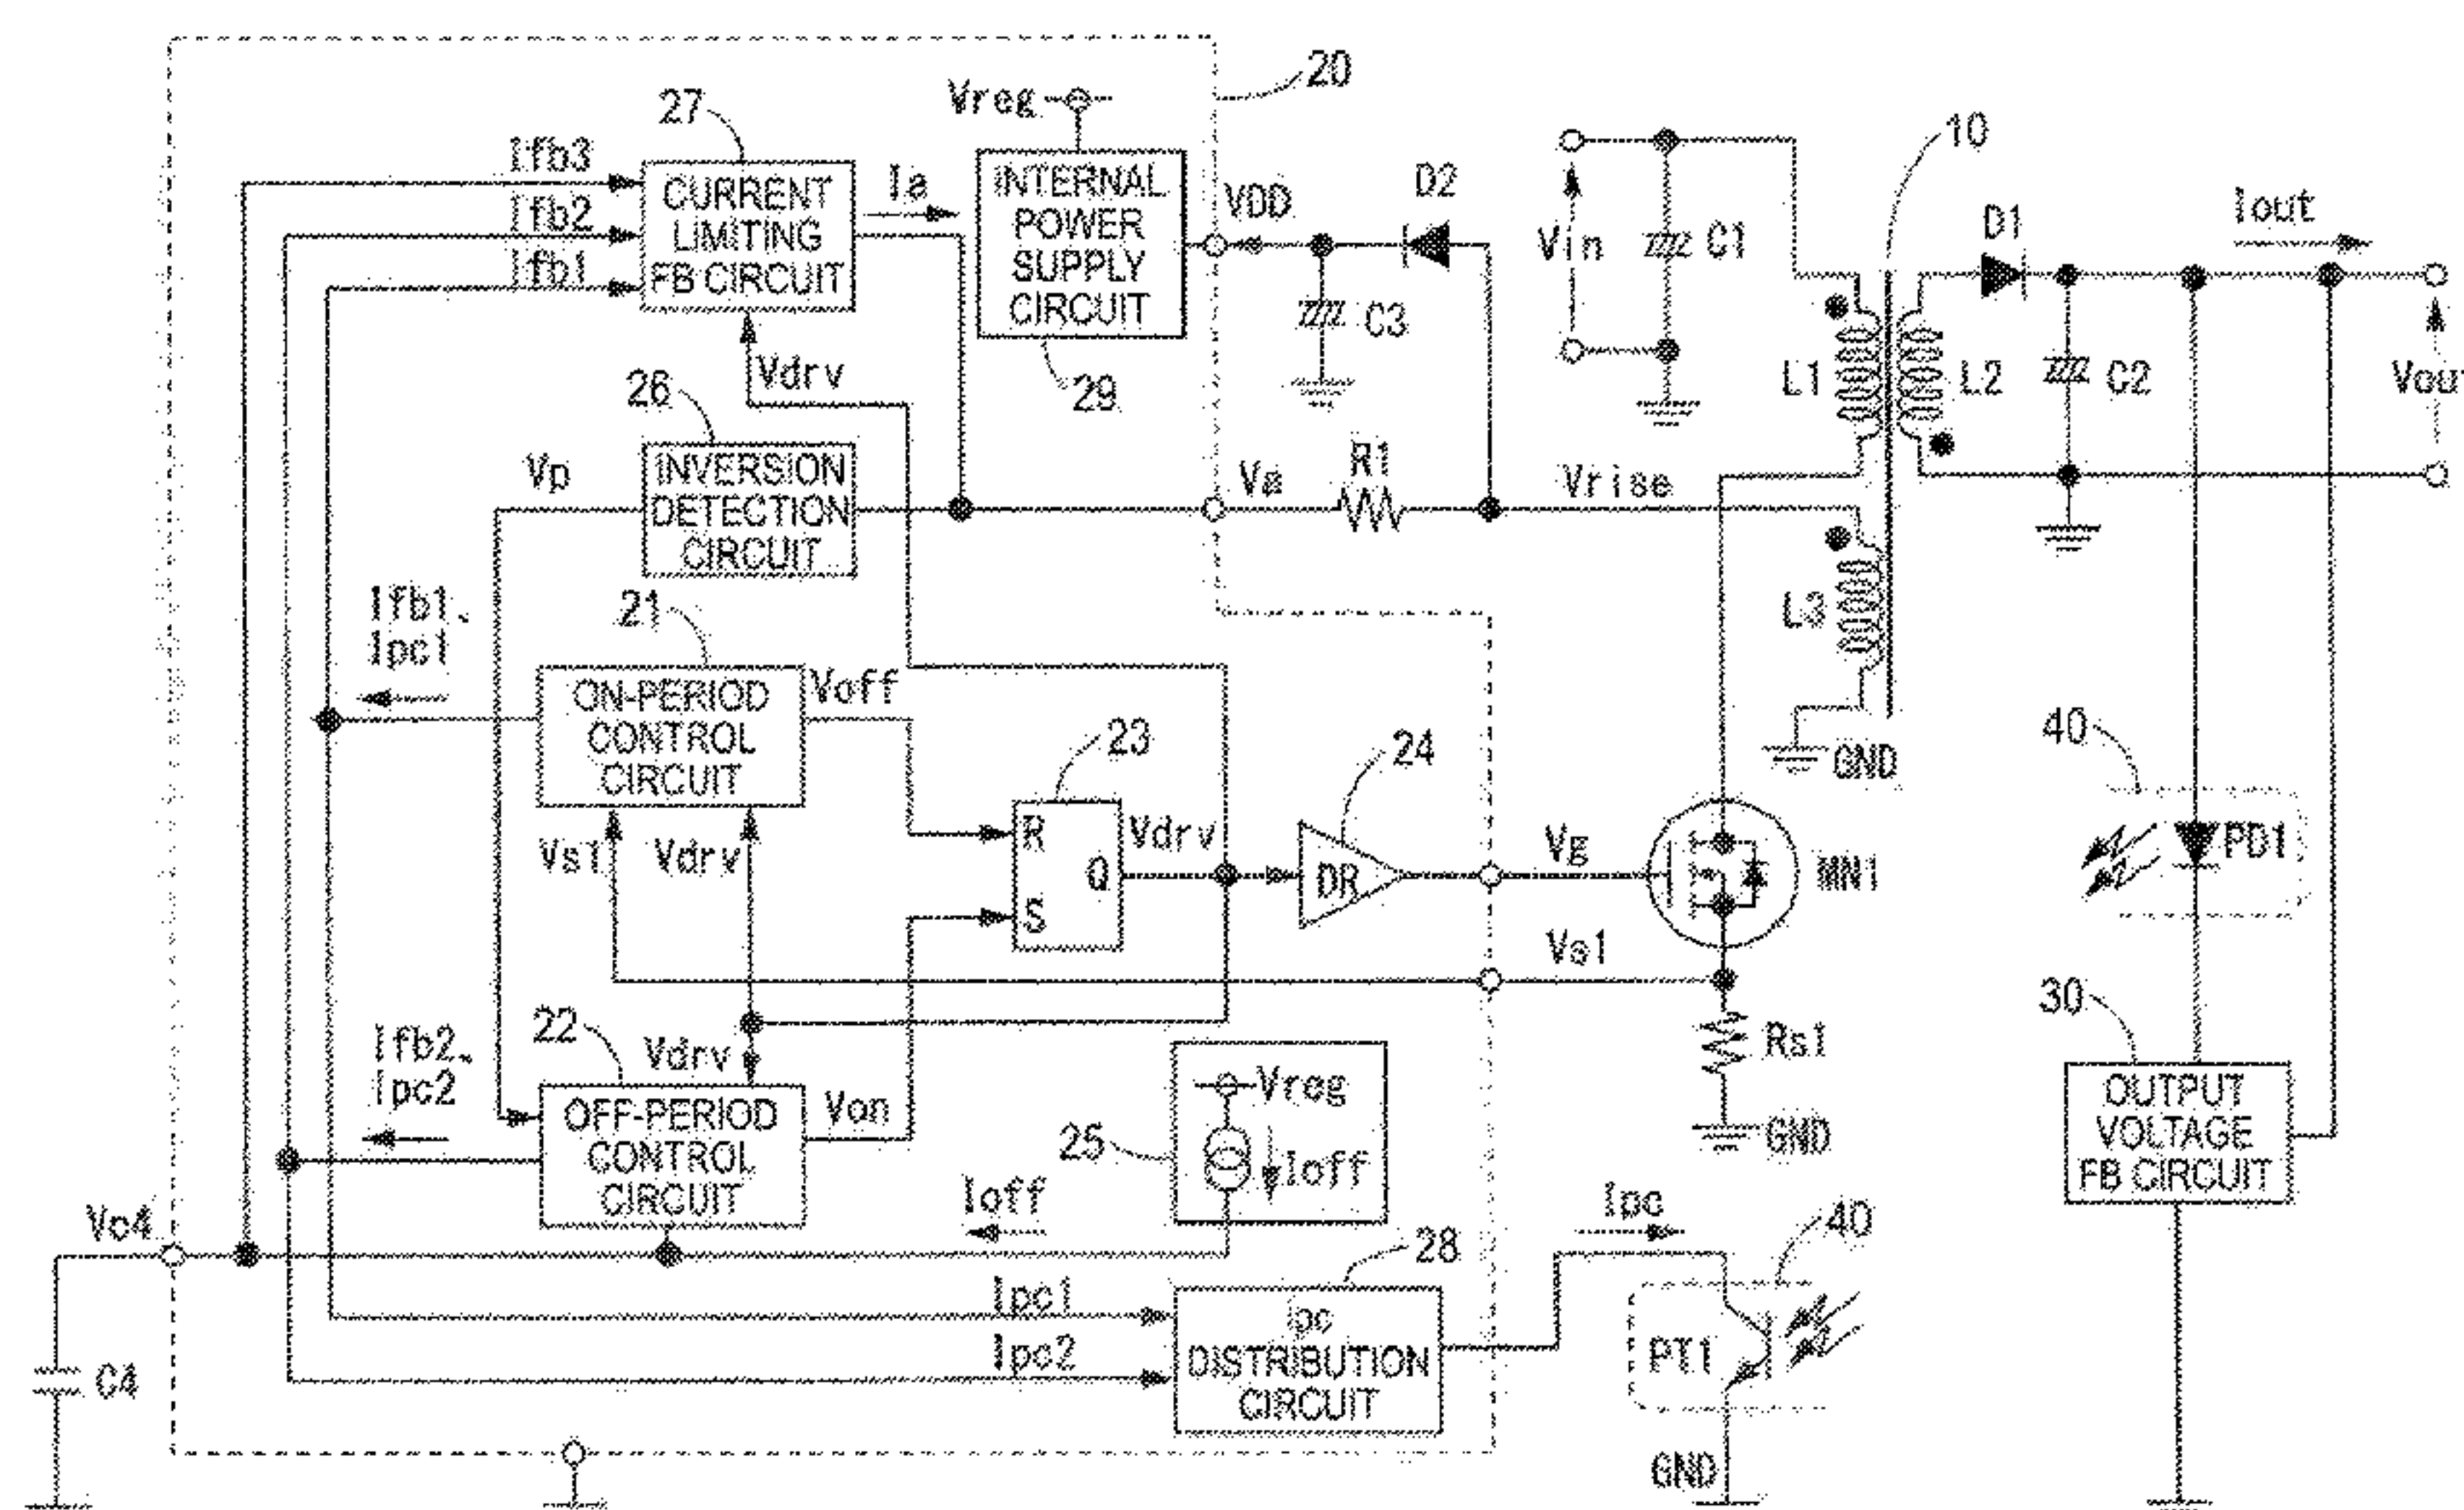 20
27
Vreg
10
Ifb3
Ifb2
Ifb1
CURRENT
LIMITING
FB CIRCUIT
Ia
INTERNAL
POWER
SUPPLY
CIRCUIT
29
VDD
D2
C3
Vin
C1
D1
Iout
L1
L2
C2
Vou
Vdrv
26
Vp
INVERSION
DETECTION
CIRCUIT
Va
R1
Vrise
L3
GND
Ifb1、
Ipc1
21
ON-PERIOD
CONTROL
CIRCUIT
Voff
23
24
40
Vs1
Vdrv
R
S
Q
Vdrv
DR
Vg
MN1
PD1
Vs1
Rs1
GND
30
OUTPUT
VOLTAGE
FB CIRCUIT
Ifb2、
Ipc2
22
Vdrv
OFF-PERIOD
CONTROL
CIRCUIT
Von
25
Vreg
Ioff
Ioff
Vc4
C4
Ipc1
Ipc2
28
Ipc
DISTRIBUTION
CIRCUIT
Ipc
40
PT1
GND